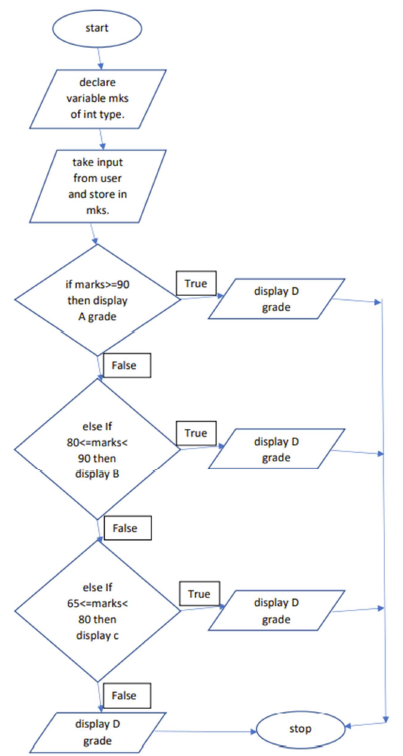 start
declare
variable mks
of int type.
take input
from user
and store in
mks.
if marks>=90
then display
A grade
True
display D
grade
False
else If
80<=marks<
90 then
display B
True
display D
grade
False
else If
65<=marks<
80 then
display c
True
display D
grade
False
display D
grade
stop